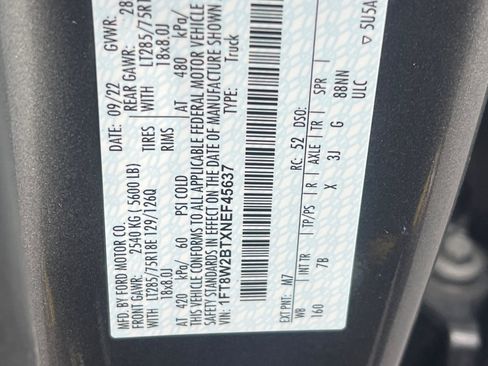 MFD. BY FORD MOTOR CO. DATE: 09/22 GVWR: 28
FRONT GAWR: 2540 KG ( 5600 LB) REAR GAWR:
LT285/75R18E 129/126Q TIRES WITH LT285/75R1
18x8.0J RIMS 18x8.0J
AT 420 kPa/ 60 PSI COLD AT 480 kPa/
THIS VEHICLE CONFORMS TO ALL APPLICABLE FEDERAL MOTOR VEHICLE
SAFETY STANDARDS IN EFFECT ON THE DATE OF MANUFACTURE SHOWN
VIN: 1FT8W2BTXNEF45637 TYPE: Truck
EXT PNT: M7 RC: 52 DSO:
WB INT TR TP/PS R AXLE TR SPR
160 7B X 3J G 88NN
ULC
5U5A